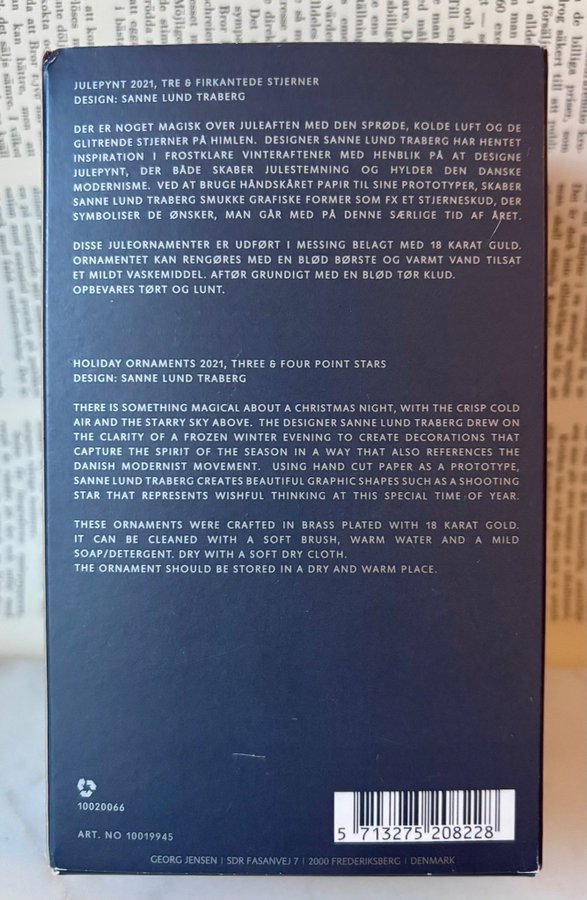 JULEPYNT 2021, TRE & FIRKANTEDE STJERNER
DESIGN: SANNE LUND TRABERG
DER ER NOGET MAGISK OVER JULEAFTEN MED DEN SPRØDE, KOLDE LUFT OG DE
GLITRENDE STJERNER PÅ HIMLEN. DESIGNER SANNE LUND TRABERG HAR HENTET
INSPIRATION I FROSTKLARE VINTERAFTENER MED HENBLIK PÅ AT DESIGNE
JULEPYNT, DER BÅDE SKABER JULESTEMNING OG HYLDER DEN DANSKE
MODERNISME. VED AT BRUGE HÅNDSKÅRET PAPIR TIL SINE PROTOTYPER, SKABER
SANNE LUND TRABERG SMUKKE GRAFISKE FORMER SOM FX ET STJERNESKUD, DER
SYMBOLISER DE ØNSKER, MAN GÅR MED PÅ DENNE SÆRLIGE TID AF ÅRET.
DISSE JULEORNAMENTER ER UDFØRT I MESSING BELAGT MED 18 KARAT GULD.
ORNAMENTET KAN RENGØRES MED EN BLØD BØRSTE OG VARMT VAND TILSAT
ET MILDT VASKEMIDDEL. AFTØR GRUNDIGT MED EN BLØD TØR KLUD.
OPBEVARES TØRT OG LUNT.
HOLIDAY ORNAMENTS 2021, THREE & FOUR POINT STARS
DESIGN: SANNE LUND TRABERG
THERE IS SOMETHING MAGICAL ABOUT A CHRISTMAS NIGHT, WITH THE CRISP COLD
AIR AND THE STARRY SKY ABOVE. THE DESIGNER SANNE LUND TRABERG DREW ON
THE CLARITY OF A FROZEN WINTER EVENING TO CREATE DECORATIONS THAT
CAPTURE THE SPIRIT OF THE SEASON IN A WAY THAT ALSO REFERENCES THE
DANISH MODERNIST MOVEMENT. USING HAND CUT PAPER AS A PROTOTYPE,
SANNE LUND TRABERG CREATES BEAUTIFUL GRAPHIC SHAPES SUCH AS A SHOOTING
STAR THAT REPRESENTS WISHFUL THINKING AT THIS SPECIAL TIME OF YEAR.
THESE ORNAMENTS WERE CRAFTED IN BRASS PLATED WITH 18 KARAT GOLD.
IT CAN BE CLEANED WITH A SOFT BRUSH, WARM WATER AND A MILD
SOAP/DETERGENT. DRY WITH A SOFT DRY CLOTH.
THE ORNAMENT SHOULD BE STORED IN A DRY AND WARM PLACE.
10020066
ART. NO 10019945
5 713275 208228
GEORG JENSEN | SDR FASANVEJ 7 | 2000 FREDERIKSBERG | DENMARK